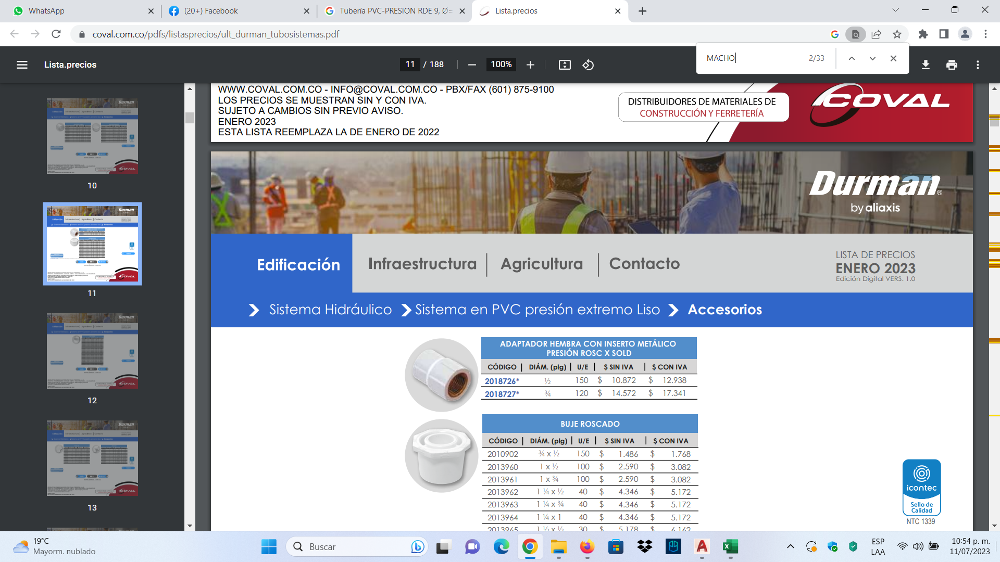 WhatsApp
(20+) Facebook
Tubería PVC-PRESION RDE 9, Ø=
Lista.precios
coval.com.co/pdfs/listasprecios/ult_durman_tubosistemas.pdf
MACHO 2/33
Lista.precios
11 / 188
100%
WWW.COVAL.COM.CO - INFO@COVAL.COM.CO - PBX/FAX (601) 875-9100
LOS PRECIOS SE MUESTRAN SIN Y CON IVA.
SUJETO A CAMBIOS SIN PREVIO AVISO.
ENERO 2023
ESTA LISTA REEMPLAZA LA DE ENERO DE 2022
DISTRIBUIDORES DE MATERIALES DE
CONSTRUCCIÓN Y FERRETERÍA
COVAL
10
11
12
13
Durman®
by aliaxis
Edificación
Infraestructura | Agricultura | Contacto
LISTA DE PRECIOS
ENERO 2023
Edición Digital VERS. 1.0
Sistema Hidráulico Sistema en PVC presión extremo Liso Accesorios
ADAPTADOR HEMBRA CON INSERTO METÁLICO
PRESIÓN ROSC X SOLD
CÓDIGO | DIÁM. (plg) | U/E | $ SIN IVA | $ CON IVA
2018726* ½ 150 $ 10.872 $ 12.938
2018727* ¾ 120 $ 14.572 $ 17.341
BUJE ROSCADO
CÓDIGO | DIÁM. (plg) | U/E | $ SIN IVA | $ CON IVA
2010902 ¾ x ½ 150 $ 1.486 $ 1.768
2013960 1 x ½ 100 $ 2.590 $ 3.082
2013961 1 x ¾ 100 $ 2.590 $ 3.082
2013962 1 ¼ x ½ 40 $ 4.346 $ 5.172
2013963 1 ¼ x ¾ 40 $ 4.346 $ 5.172
2013964 1 ¼ x 1 40 $ 4.346 $ 5.172
2013965 1 ½ x ½ 30 $ 5.178 $ 6.162
icontec
Sello de
Calidad
NTC 1339
19°C
Mayorm. nublado
Buscar
ESP
LAA
10:54 p. m.
11/07/2023